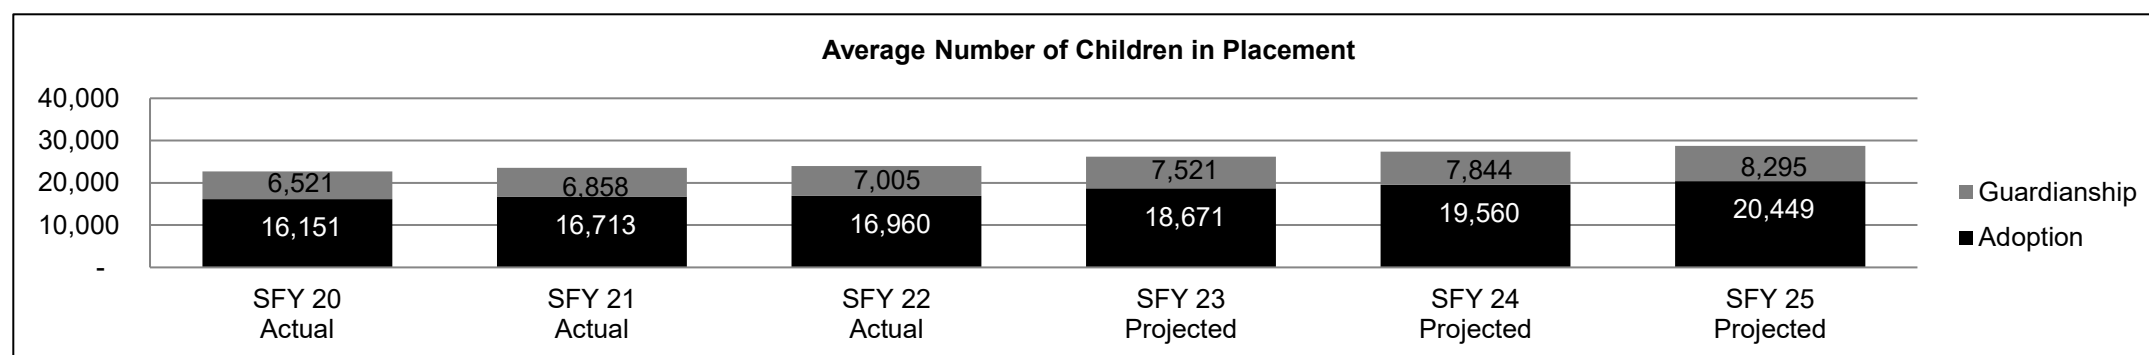 Average Number of Children in Placement
40,000
30,000
20,000
10,000
-
6,521
6,858
7,005
7,521
7,844
8,295
16,151
16,713
16,960
18,671
19,560
20,449
Guardianship
Adoption
SFY 20
Actual
SFY 21
Actual
SFY 22
Actual
SFY 23
Projected
SFY 24
Projected
SFY 25
Projected